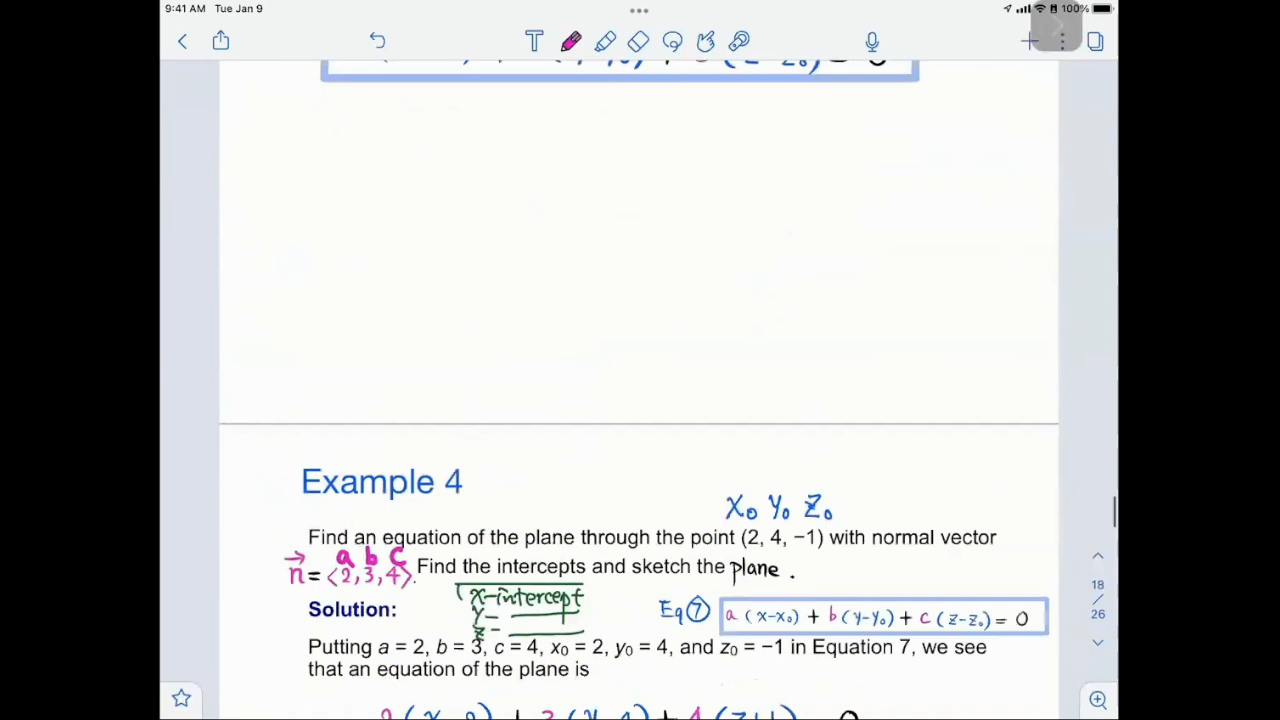 9:41 AM Tue Jan 9
100%
(z-z₀) = 0
Example 4
x₀ y₀ z₀
Find an equation of the plane through the point (2, 4, −1) with normal vector
a b c
n⃗ = ⟨2,3,4⟩. Find the intercepts and sketch the plane.
x-intercept
y-
z-
Solution:
Eq ⑦ a (x-x₀) + b (y-y₀) + c (z-z₀) = 0
Putting a = 2, b = 3, c = 4, x₀ = 2, y₀ = 4, and z₀ = −1 in Equation 7, we see
that an equation of the plane is
18
/
26